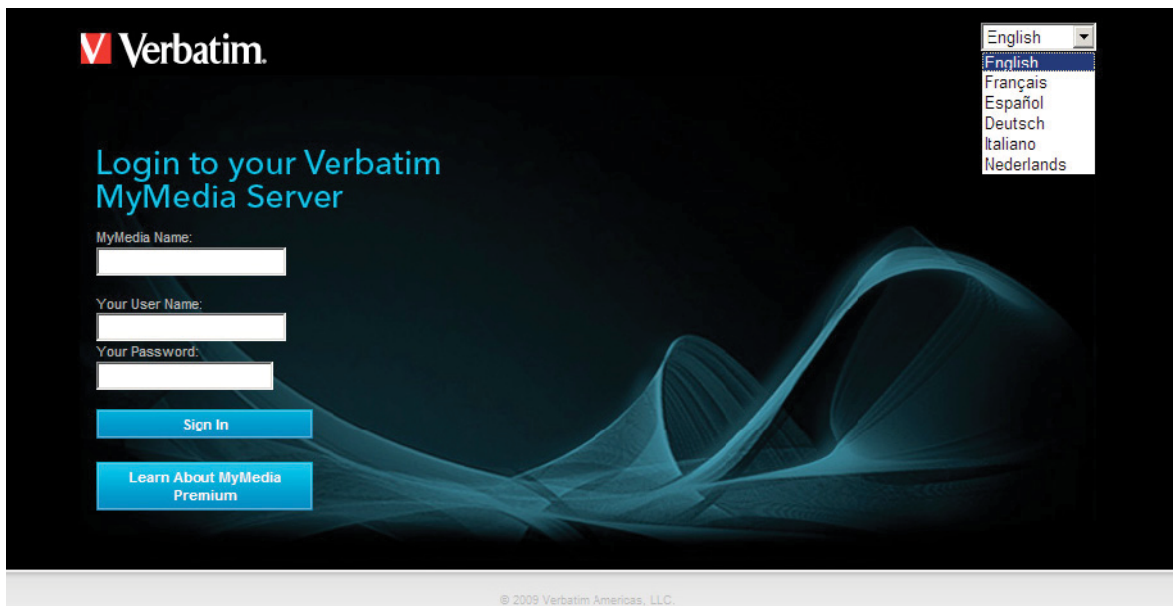 Verbatim.
English
English
Français
Español
Deutsch
Italiano
Nederlands
Login to your Verbatim
MyMedia Server
MyMedia Name:
Your User Name:
Your Password:
Sign In
Learn About MyMedia
Premium
© 2009 Verbatim Americas, LLC.